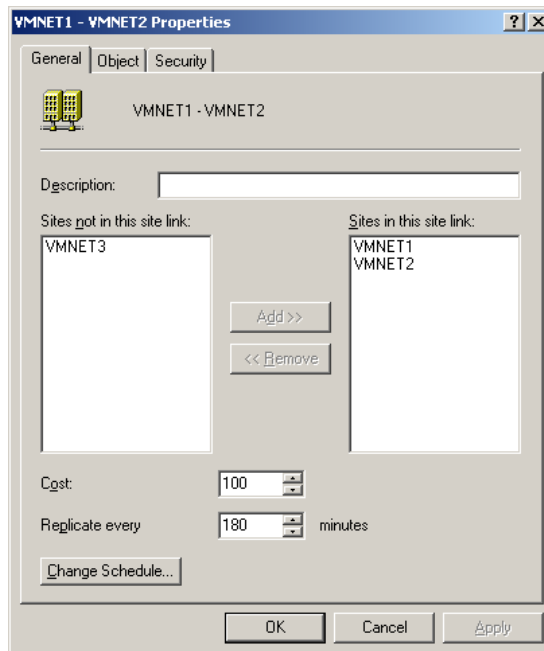 VMNET1 - VMNET2 Properties
General Object Security
VMNET1 - VMNET2
Description:
Sites not in this site link:
VMNET3
Sites in this site link:
VMNET1
VMNET2
Add >>
<< Remove
Cost: 100
Replicate every 180 minutes
Change Schedule...
OK Cancel Apply